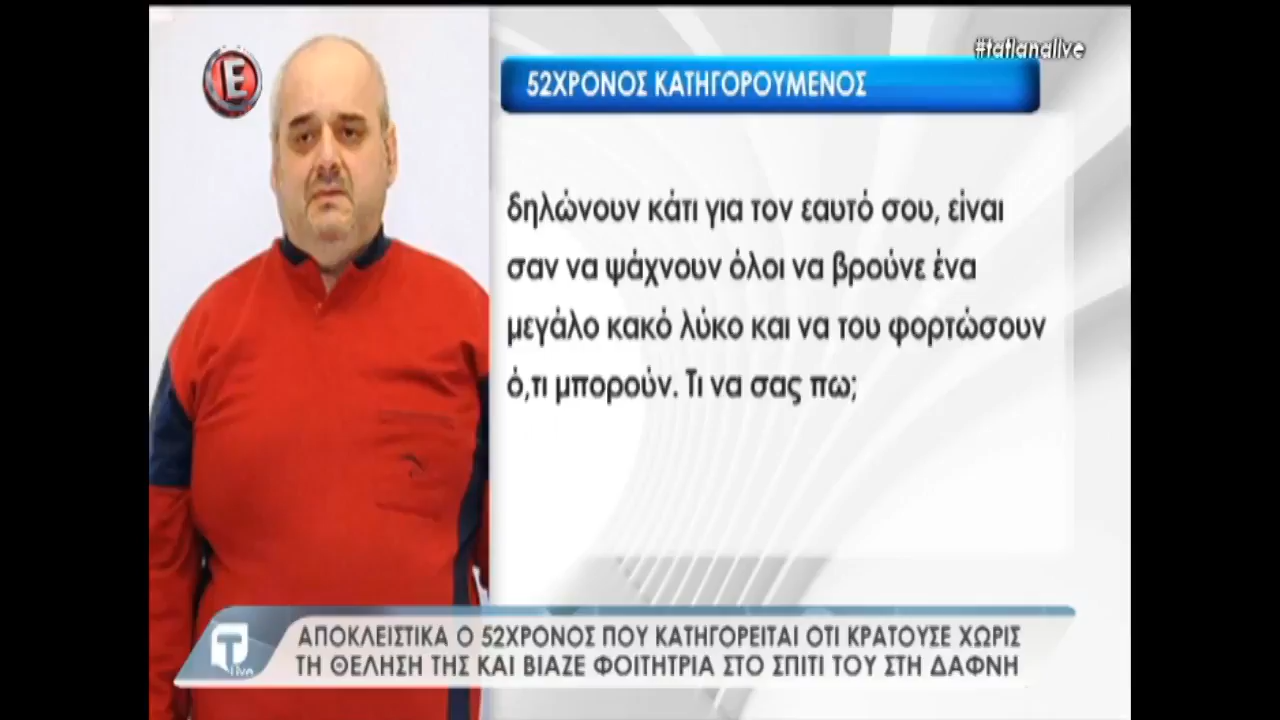 E
#tatianalive
52ΧΡΟΝΟΣ ΚΑΤΗΓΟΡΟΥΜΕΝΟΣ
δηλώνουν κάτι για τον εαυτό σου, είναι
σαν να ψάχνουν όλοι να βρούνε ένα
μεγάλο κακό λύκο και να του φορτώσουν
ό,τι μπορούν. Τι να σας πω;
T
Live
ΑΠΟΚΛΕΙΣΤΙΚΑ Ο 52ΧΡΟΝΟΣ ΠΟΥ ΚΑΤΗΓΟΡΕΙΤΑΙ ΟΤΙ ΚΡΑΤΟΥΣΕ ΧΩΡΙΣ
ΤΗ ΘΕΛΗΣΗ ΤΗΣ ΚΑΙ ΒΙΑΖΕ ΦΟΙΤΗΤΡΙΑ ΣΤΟ ΣΠΙΤΙ ΤΟΥ ΣΤΗ ΔΑΦΝΗ